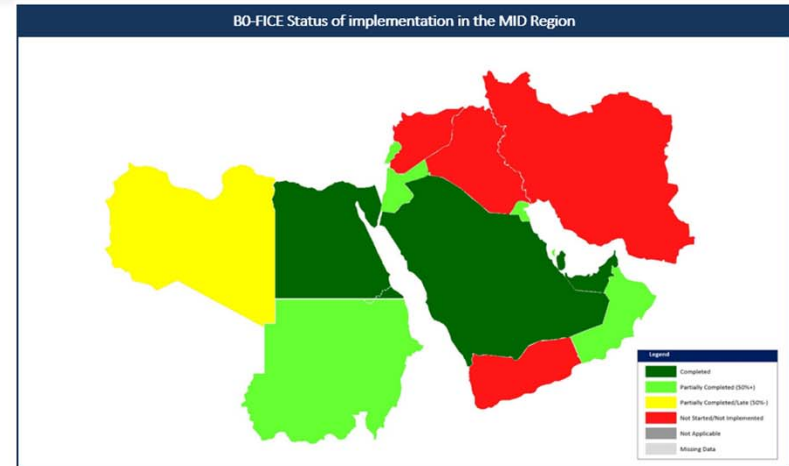 B0-FICE Status of implementation in the MID Region
Legend
Completed
Partially Completed (50%+)
Partially Completed/Late (50%-)
Not Started/Not Implemented
Not Applicable
Missing Data